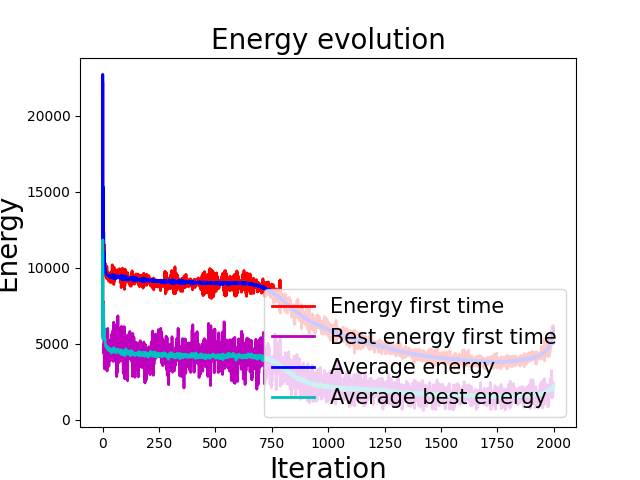 Energy evolution
Energy
20000
15000
10000
5000
0
Energy first time
Best energy first time
Average energy
Average best energy
0 250 500 750 1000 1250 1500 1750 2000
Iteration